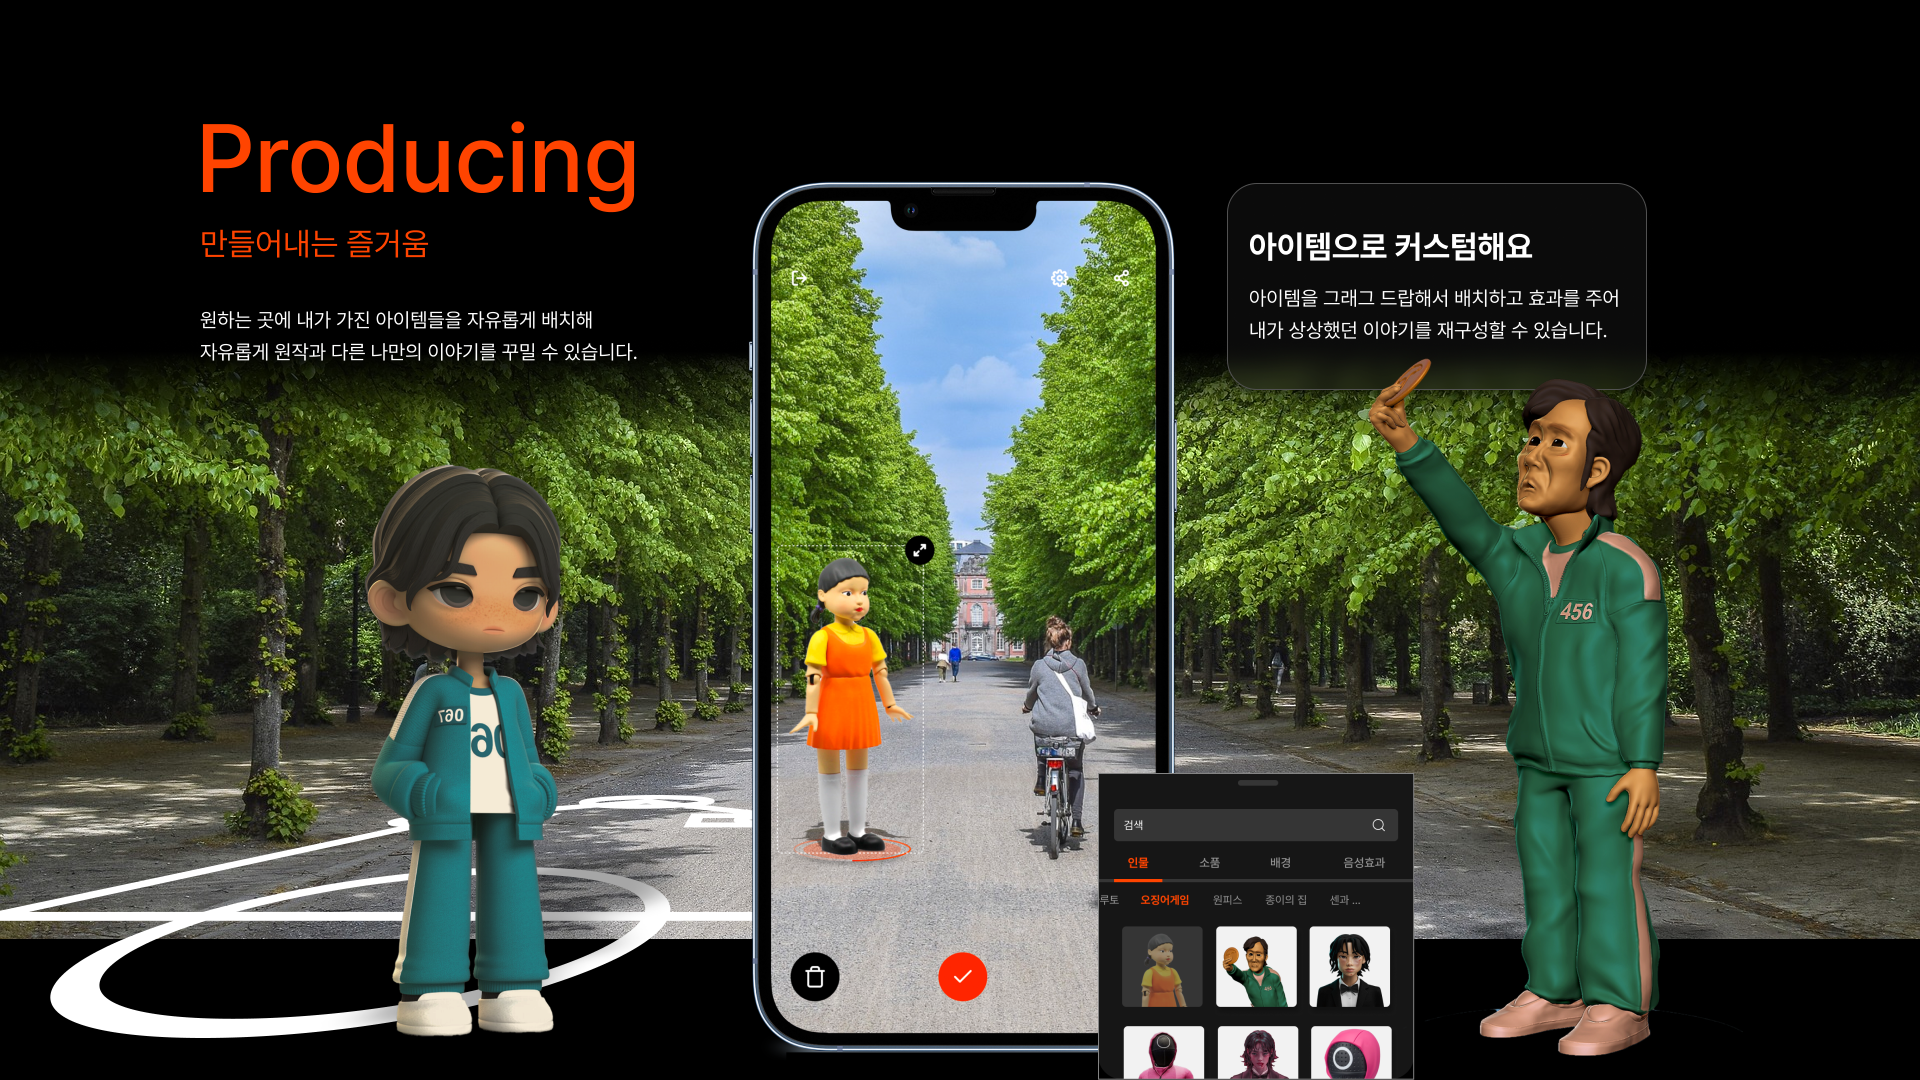 Producing
만들어내는 즐거움
원하는 곳에 내가 가진 아이템들을 자유롭게 배치해
자유롭게 원작과 다른 나만의 이야기를 꾸밀 수 있습니다.
아이템으로 커스텀해요
아이템을 그래그 드랍해서 배치하고 효과를 주어
내가 상상했던 이야기를 재구성할 수 있습니다.
456
067
06
검색
인물 소품 배경 음성효과
루토 오징어게임 원피스 종이의 집 센과 ...